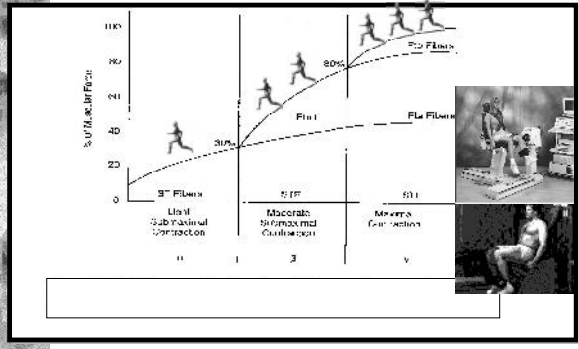 100
80
60
40
20
0
% of Muscular Force
80%
30%
Ftb Fibers
Fta Fibers
ST Fibers
Light
Submaximal
Contraction
Moderate
Submaximal
Contraction
Maximal
Contraction